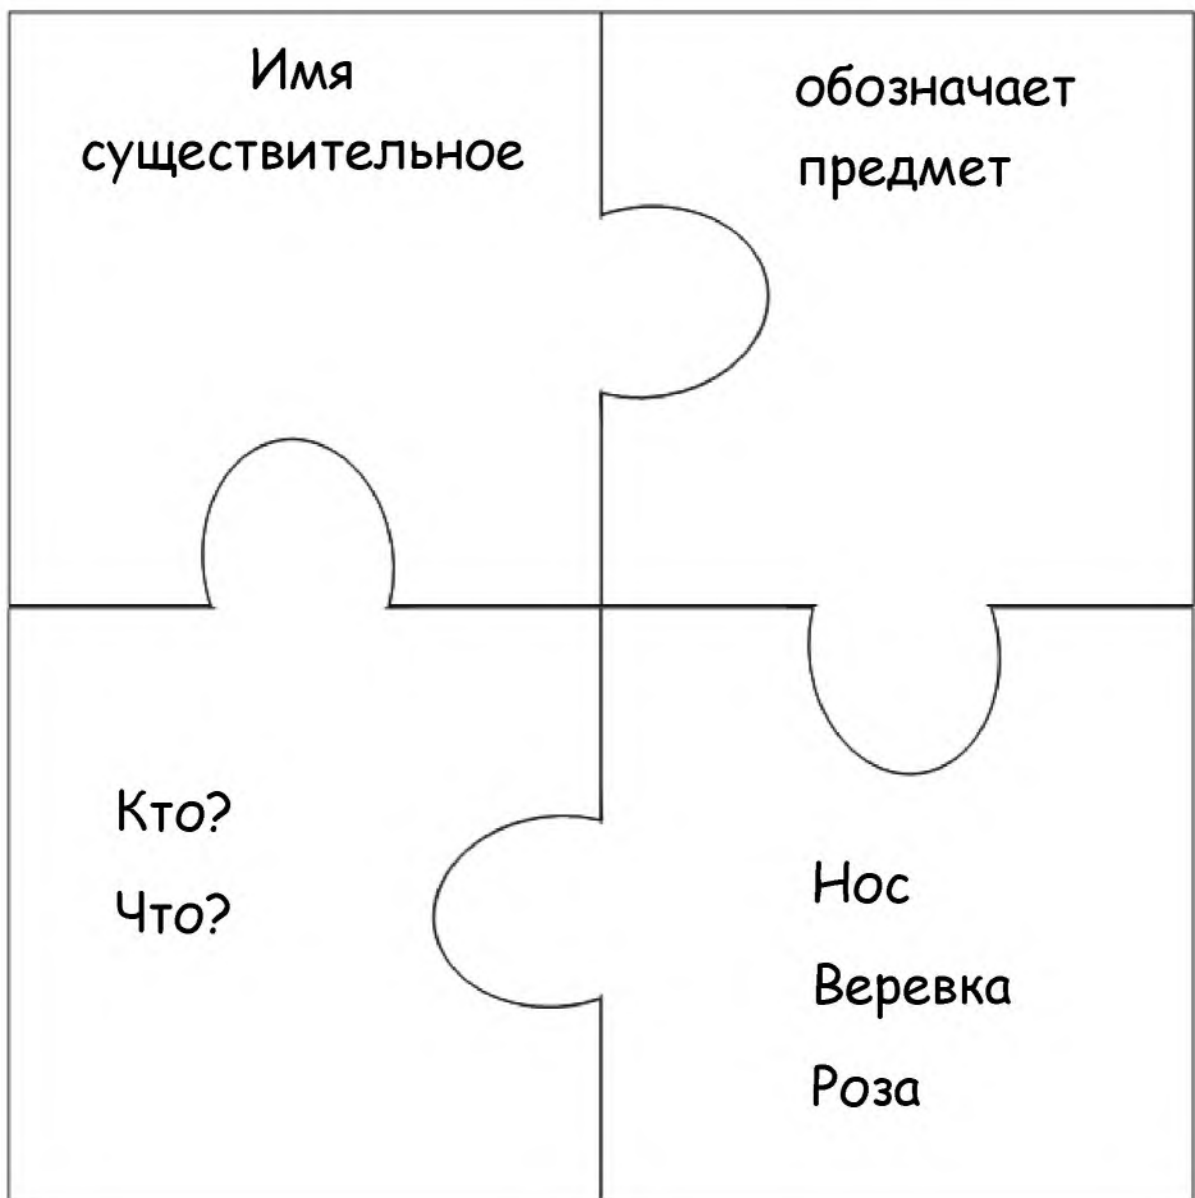 Имя
существительное
обозначает
предмет
Кто?
Что?
Нос
Веревка
Роза